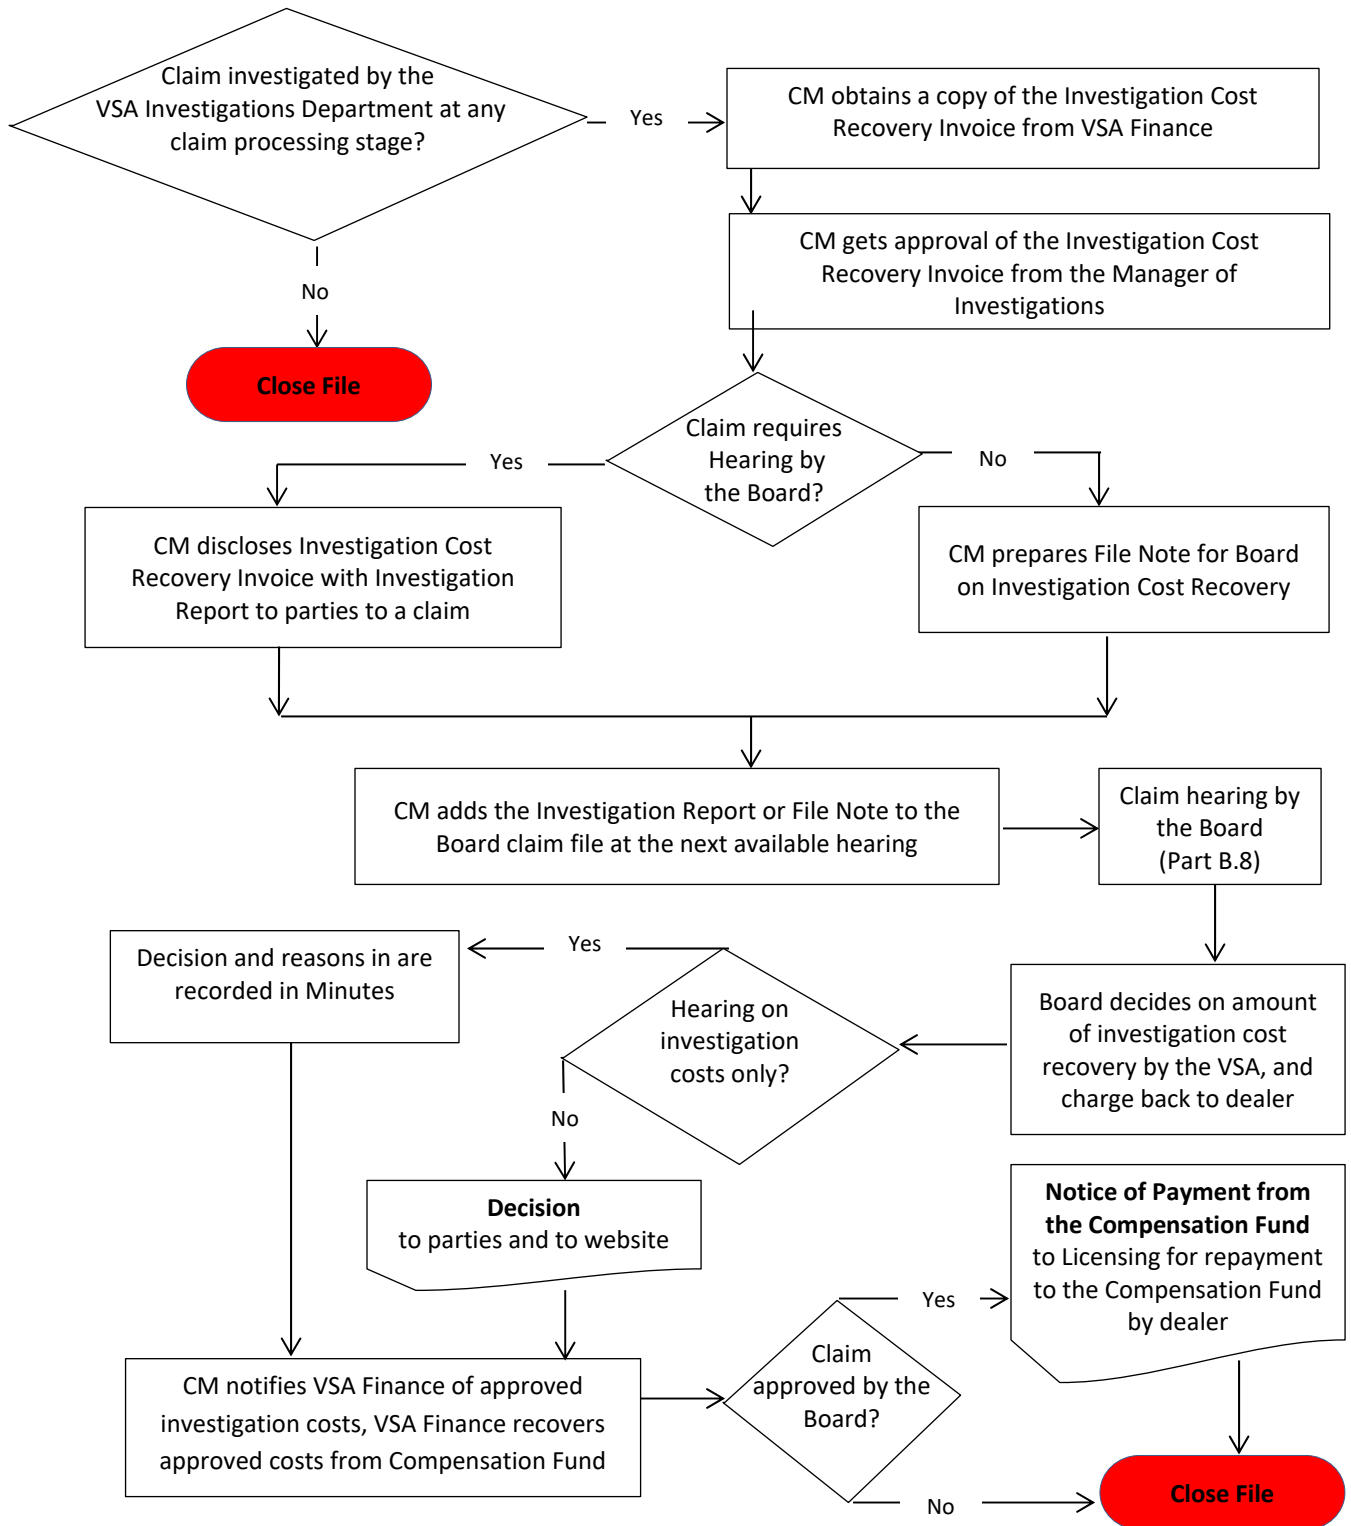 Claim investigated by the
VSA Investigations Department at any
claim processing stage?
Yes
CM obtains a copy of the Investigation Cost
Recovery Invoice from VSA Finance
CM gets approval of the Investigation Cost
Recovery Invoice from the Manager of
Investigations
No
Close File
Claim requires
Hearing by
the Board?
Yes
No
CM discloses Investigation Cost
Recovery Invoice with Investigation
Report to parties to a claim
CM prepares File Note for Board
on Investigation Cost Recovery
CM adds the Investigation Report or File Note to the
Board claim file at the next available hearing
Claim hearing by
the Board
(Part B.8)
Board decides on amount
of investigation cost
recovery by the VSA, and
charge back to dealer
Hearing on
investigation
costs only?
Yes
Decision and reasons in are
recorded in Minutes
No
Decision
to parties and to website
CM notifies VSA Finance of approved
investigation costs, VSA Finance recovers
approved costs from Compensation Fund
Claim
approved by the
Board?
Yes
Notice of Payment from
the Compensation Fund
to Licensing for repayment
to the Compensation Fund
by dealer
No
Close File